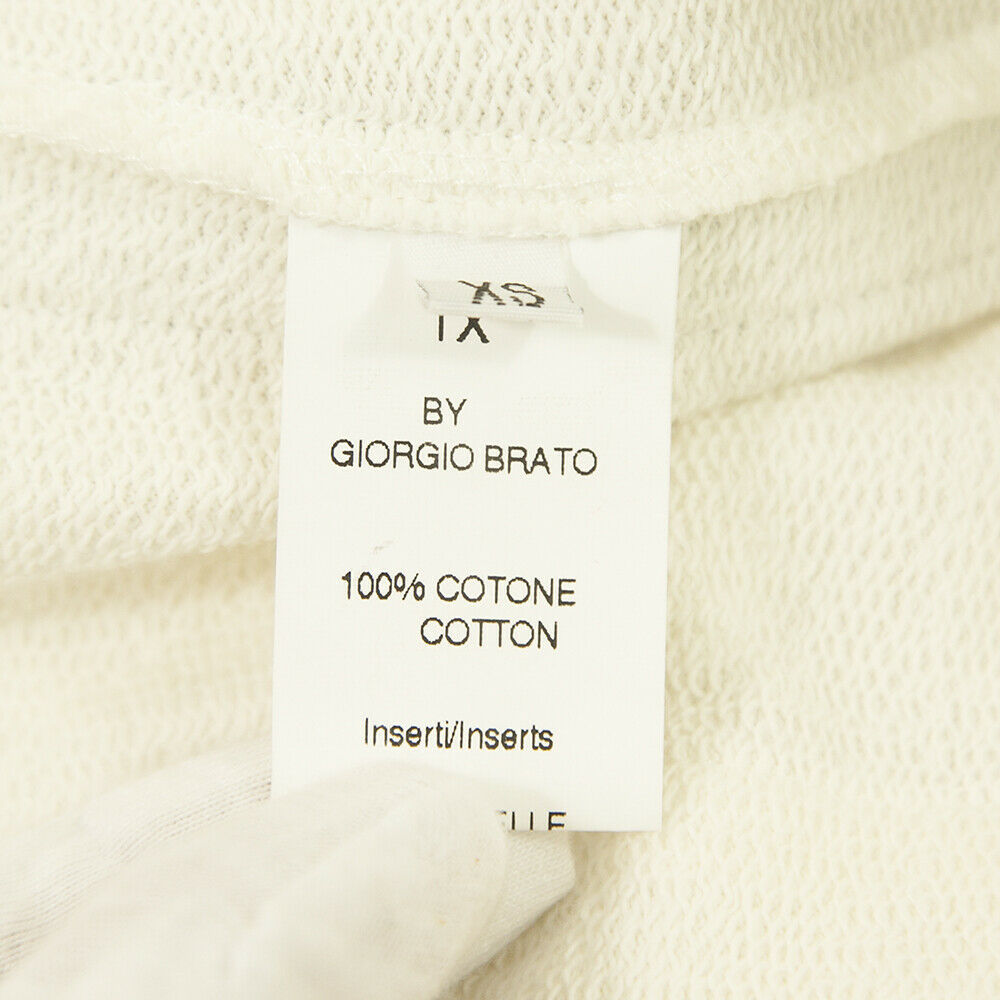 XS
BY
GIORGIO BRATO
100% COTONE
COTTON
Inserti/Inserts